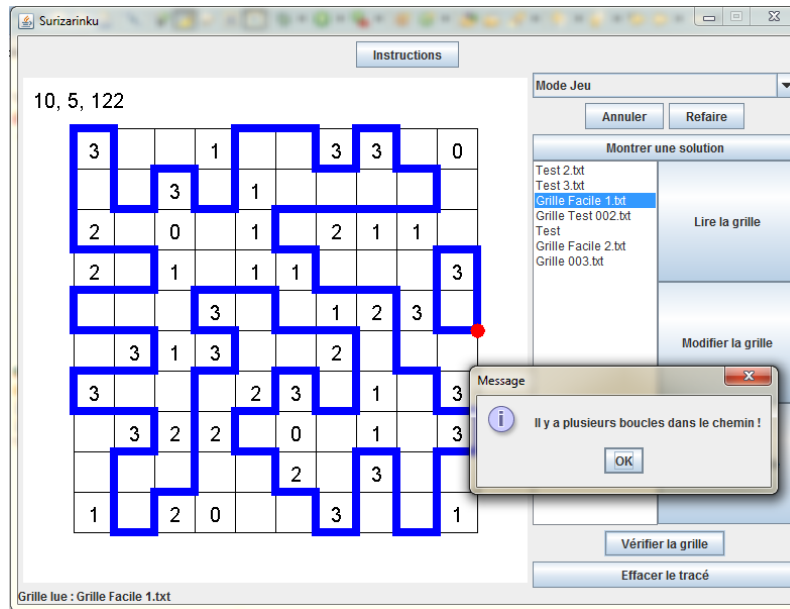 Surizarinku
Instructions
10, 5, 122
Mode Jeu
Annuler Refaire
Montrer une solution
Test 2.txt
Test 3.txt
Grille Facile 1.txt
Grille Test 002.txt
Test
Grille Facile 2.txt
Grille 003.txt
Lire la grille
Modifier la grille
3 1 3 3 0
3 1
2 0 1 2 1 1
2 1 1 1 3
3 1 2 3
3 1 3 2
3 2 3 1 3
3 2 2 0 1 3
2 3
1 2 0 3 1
Message
Il y a plusieurs boucles dans le chemin !
OK
Vérifier la grille
Effacer le tracé
Grille lue : Grille Facile 1.txt